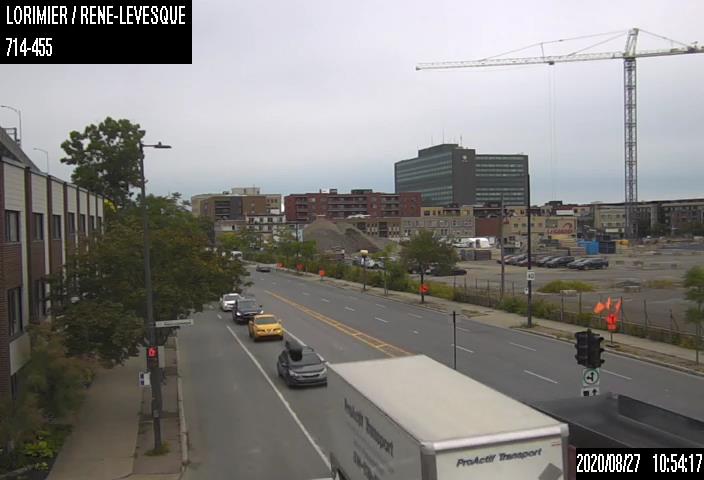 LORIMIER / RENE-LEVESQUE
714-455
ProActif Transport
ProActif Transport
2020/08/27 10:54:17